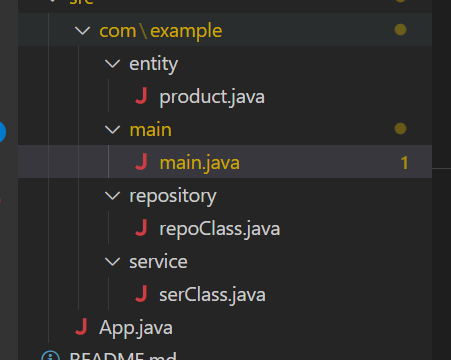 src
com\example
entity
product.java
main
main.java 1
repository
repoClass.java
service
serClass.java
App.java
README.md